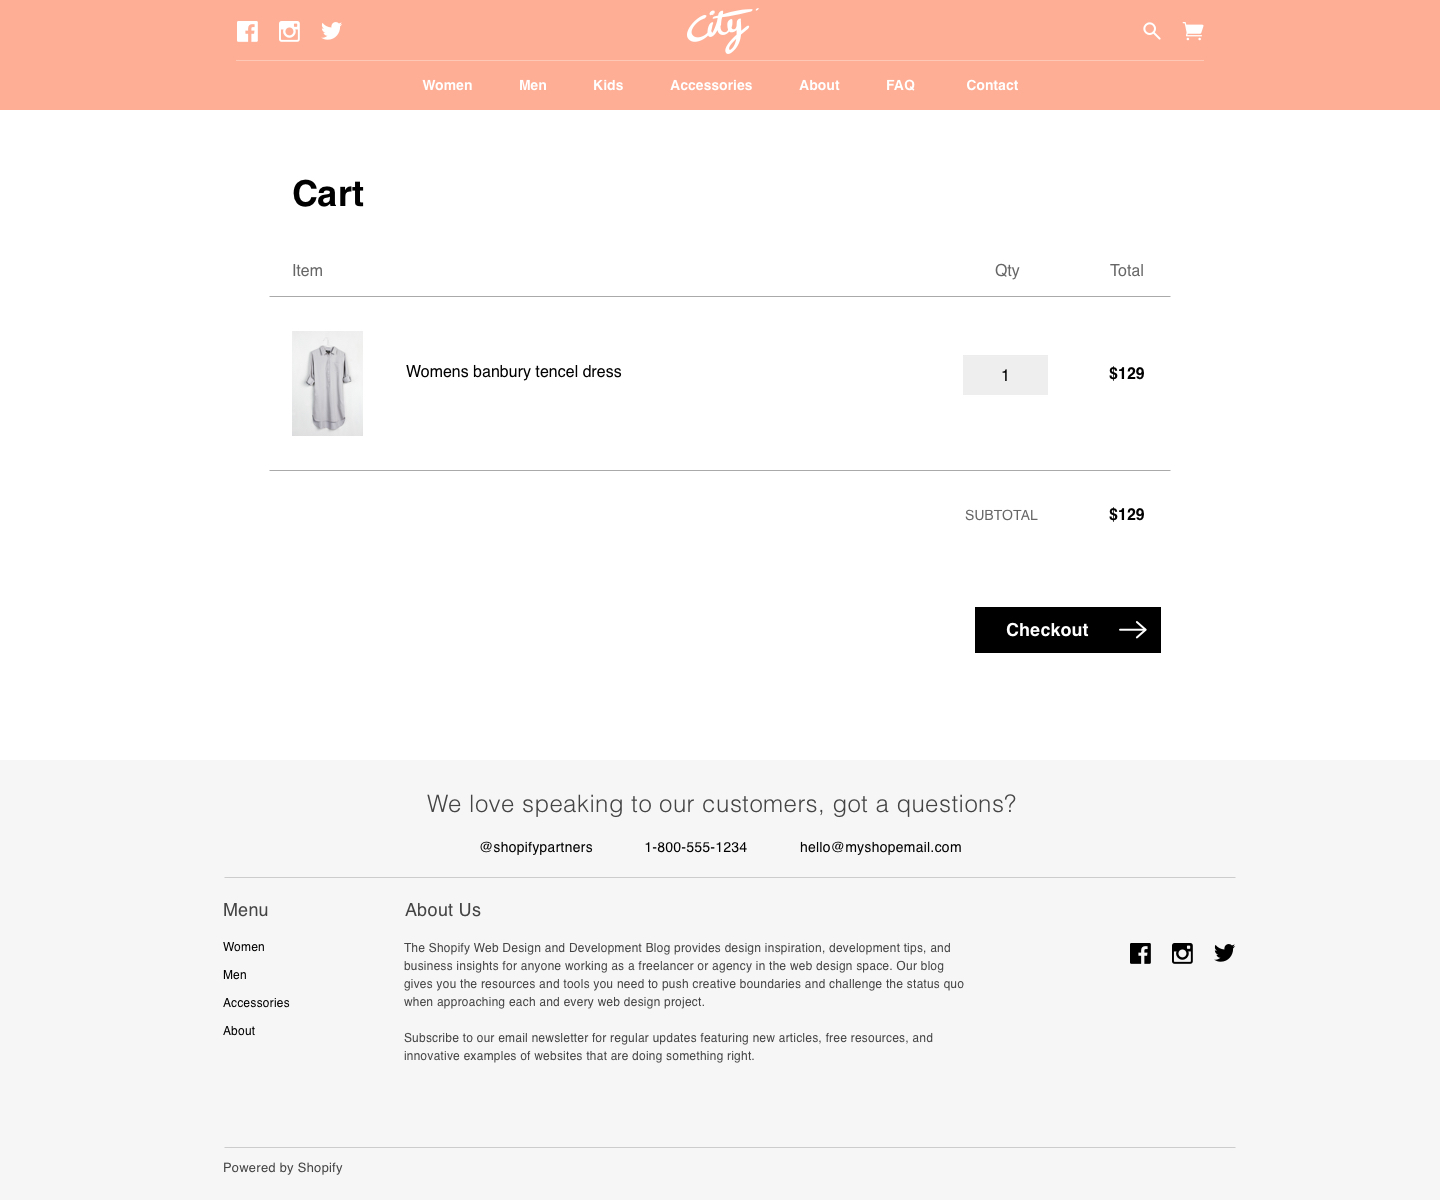 City
Women Men Kids Accessories About FAQ Contact
Cart
Item Qty Total
Womens banbury tencel dress 1 $129
SUBTOTAL $129
Checkout
We love speaking to our customers, got a questions?
@shopifypartners 1-800-555-1234 hello@myshopemail.com
Menu
Women
Men
Accessories
About
About Us
The Shopify Web Design and Development Blog provides design inspiration, development tips, and
business insights for anyone working as a freelancer or agency in the web design space. Our blog
gives you the resources and tools you need to push creative boundaries and challenge the status quo
when approaching each and every web design project.
Subscribe to our email newsletter for regular updates featuring new articles, free resources, and
innovative examples of websites that are doing something right.
Powered by Shopify